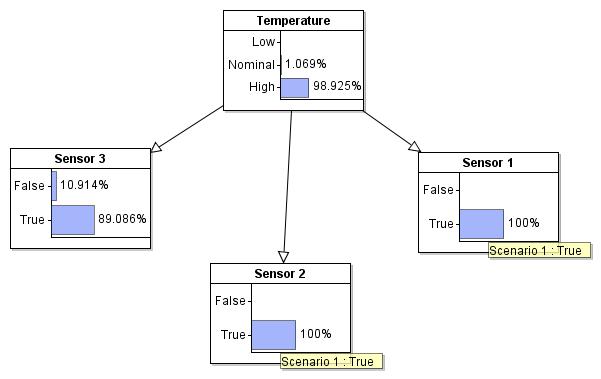 Temperature
Low
Nominal 1.069%
High 98.925%
Sensor 3
False 10.914%
True 89.086%
Sensor 1
False
True 100%
Scenario 1 : True
Sensor 2
False
True 100%
Scenario 1 : True